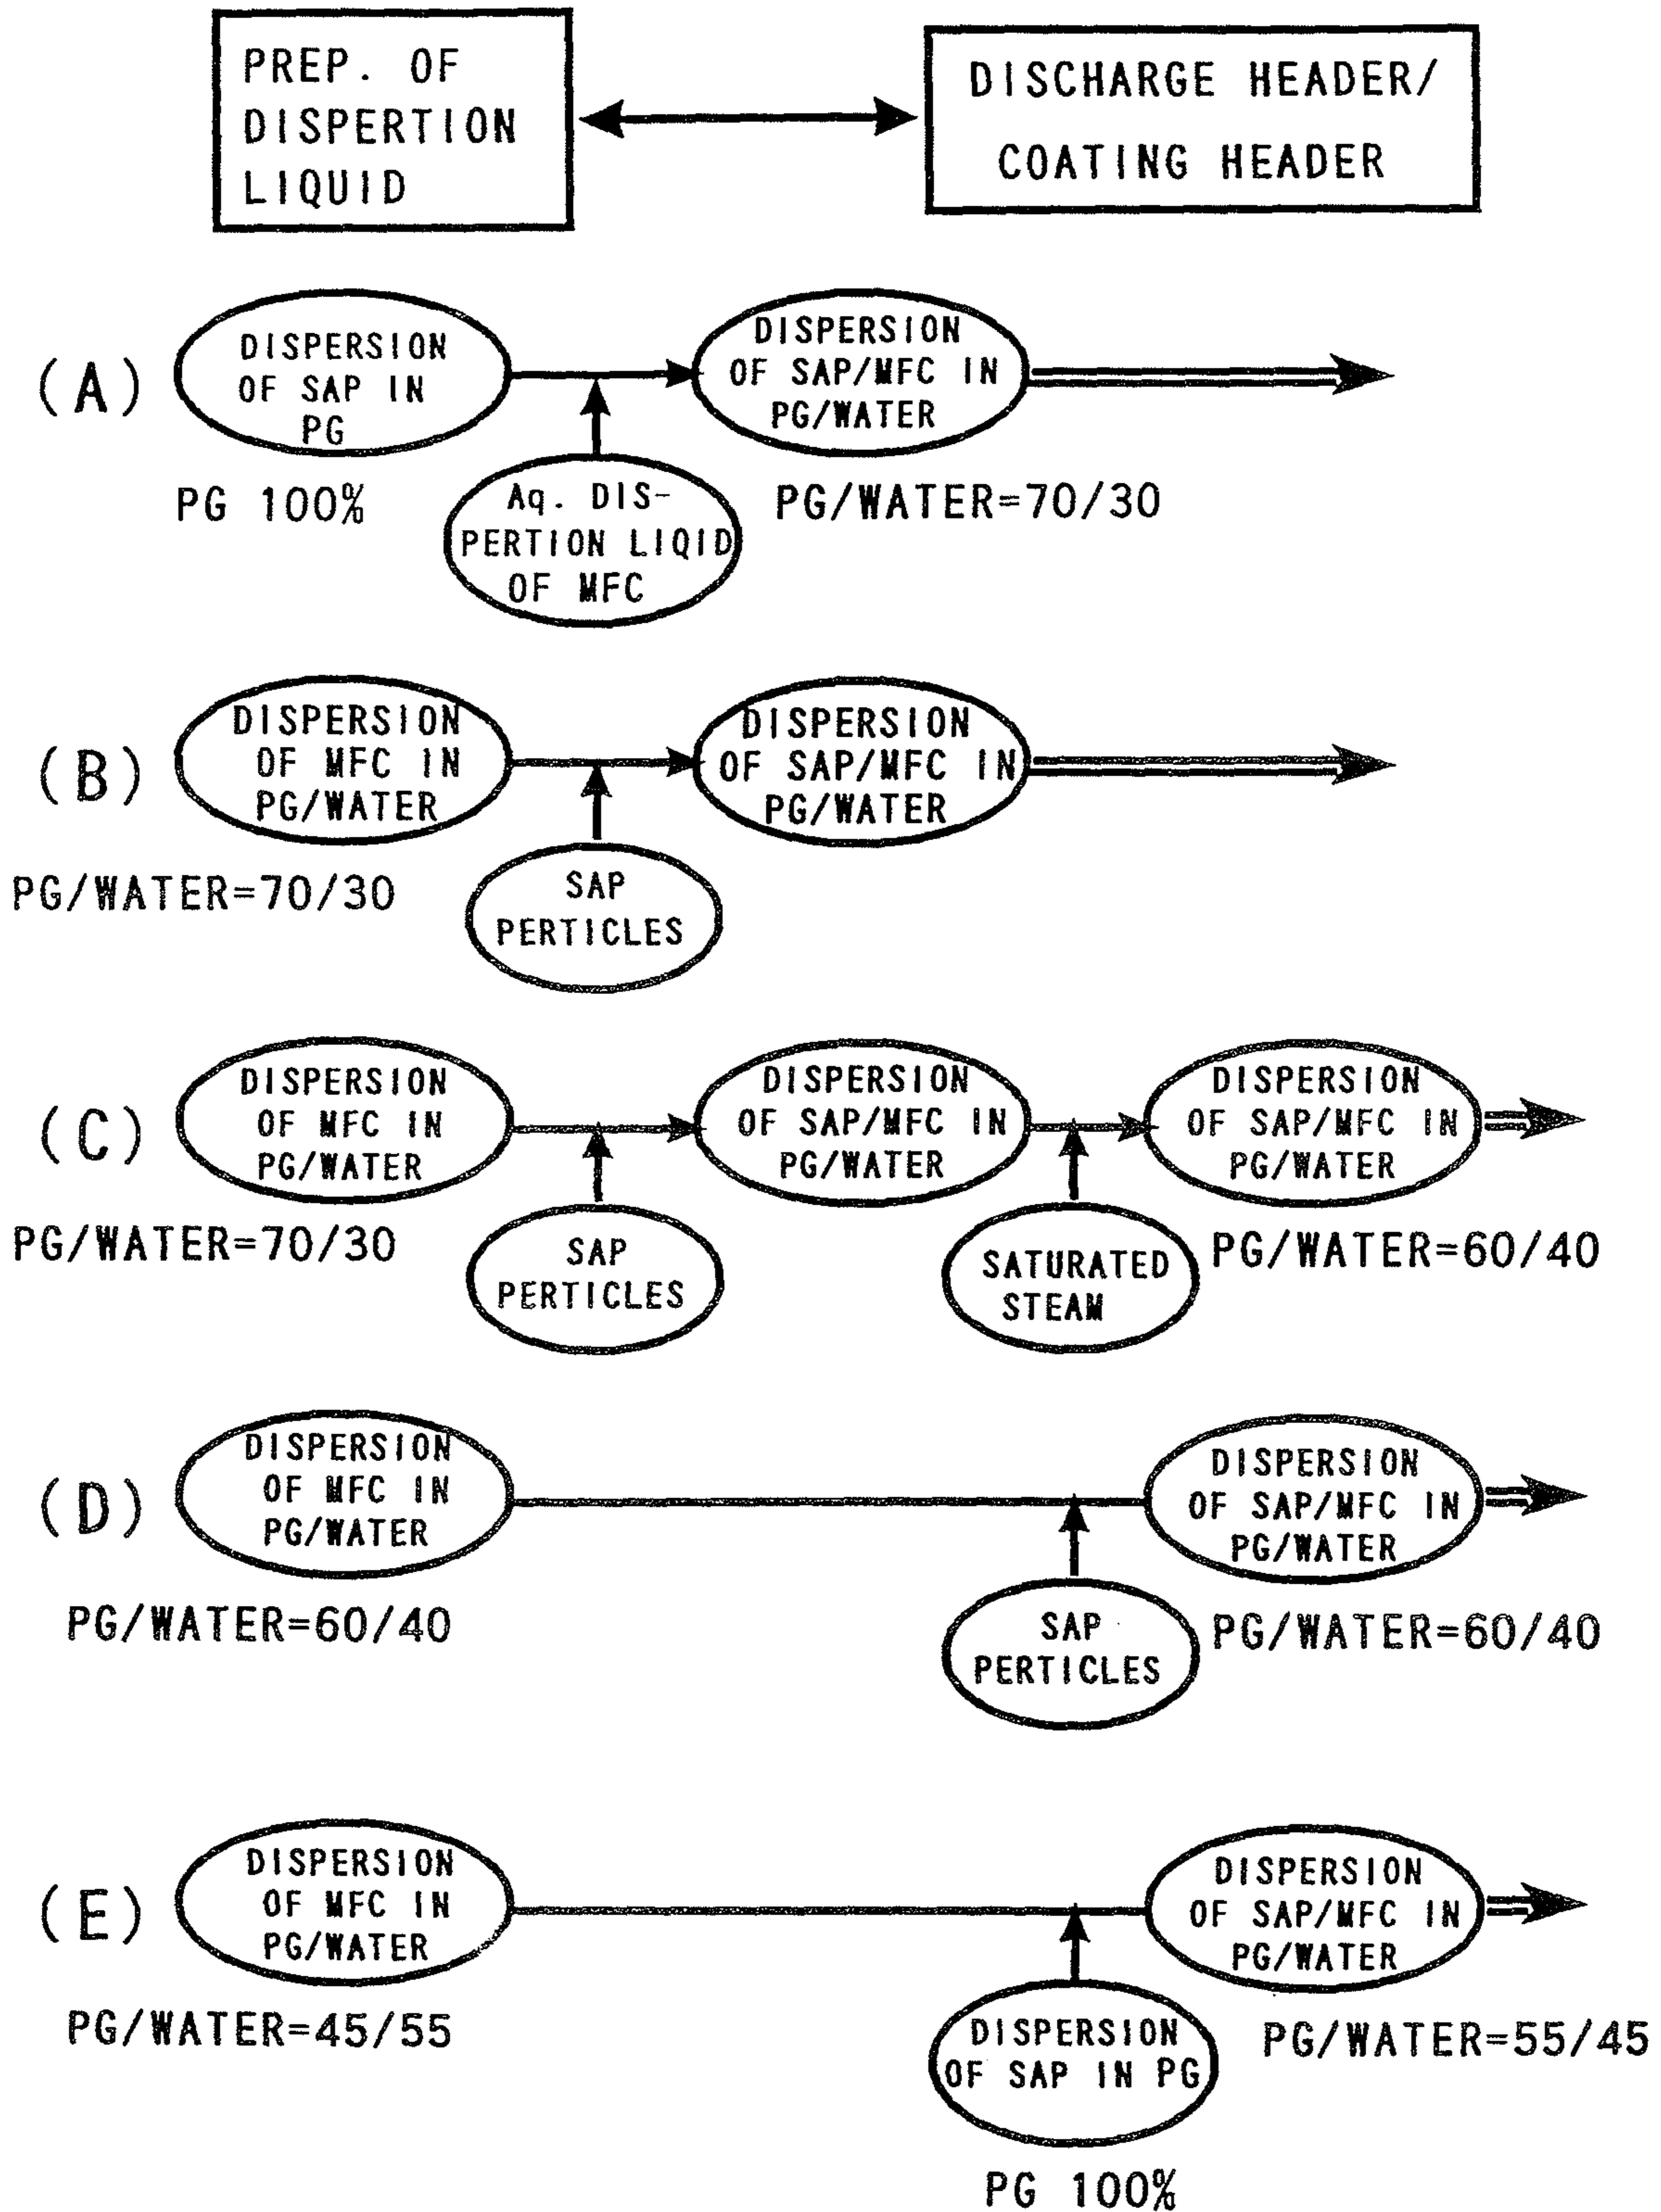 PREP. OF
DISPERTION
LIQUID
DISCHARGE HEADER/
COATING HEADER
(A)
DISPERSION
OF SAP IN
PG
PG 100%
Aq. DIS-
PERTION LIQID
OF MFC
DISPERSION
OF SAP/MFC IN
PG/WATER
PG/WATER=70/30
(B)
DISPERSION
OF MFC IN
PG/WATER
PG/WATER=70/30
SAP
PERTICLES
DISPERSION
OF SAP/MFC IN
PG/WATER
(C)
DISPERSION
OF MFC IN
PG/WATER
PG/WATER=70/30
SAP
PERTICLES
DISPERSION
OF SAP/MFC IN
PG/WATER
SATURATED
STEAM
DISPERSION
OF SAP/MFC IN
PG/WATER
PG/WATER=60/40
(D)
DISPERSION
OF MFC IN
PG/WATER
PG/WATER=60/40
SAP
PERTICLES
DISPERSION
OF SAP/MFC IN
PG/WATER
PG/WATER=60/40
(E)
DISPERSION
OF MFC IN
PG/WATER
PG/WATER=45/55
DISPERSION
OF SAP IN PG
PG 100%
DISPERSION
OF SAP/MFC IN
PG/WATER
PG/WATER=55/45